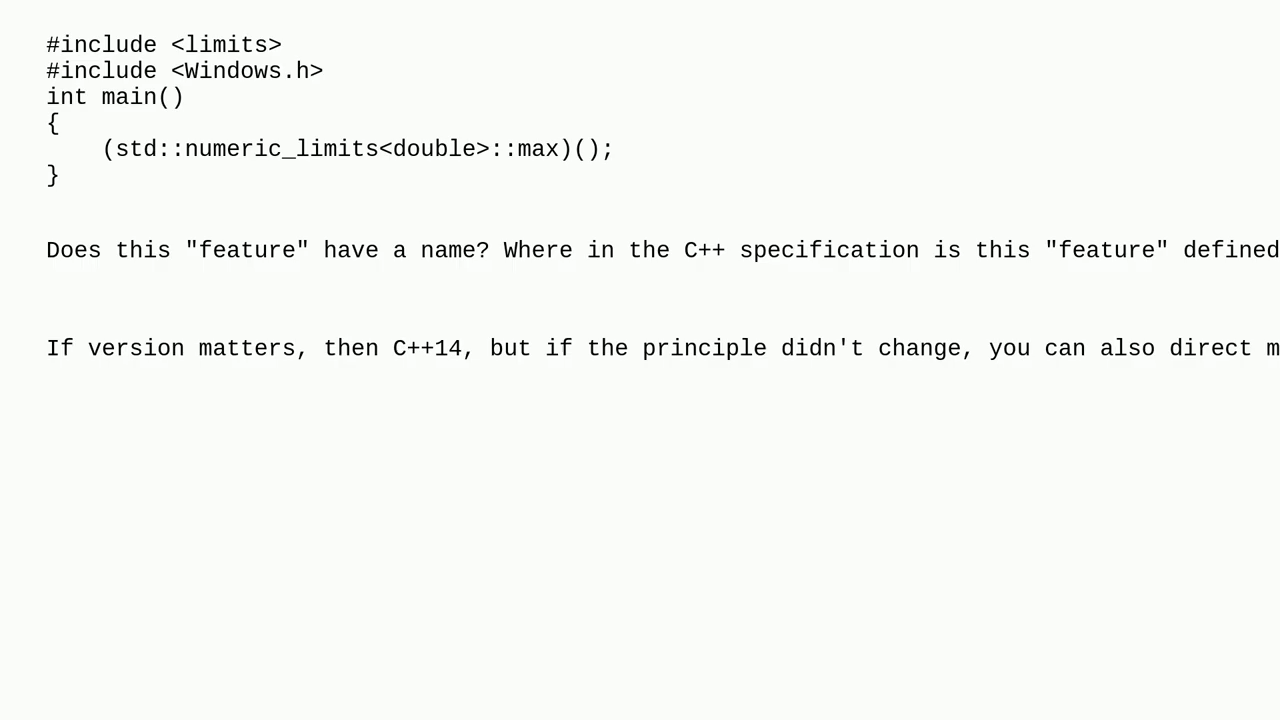 #include <limits>
#include <Windows.h>
int main()
{
    (std::numeric_limits<double>::max)();
}
Does this "feature" have a name? Where in the C++ specification is this "feature" defined
If version matters, then C++14, but if the principle didn't change, you can also direct m